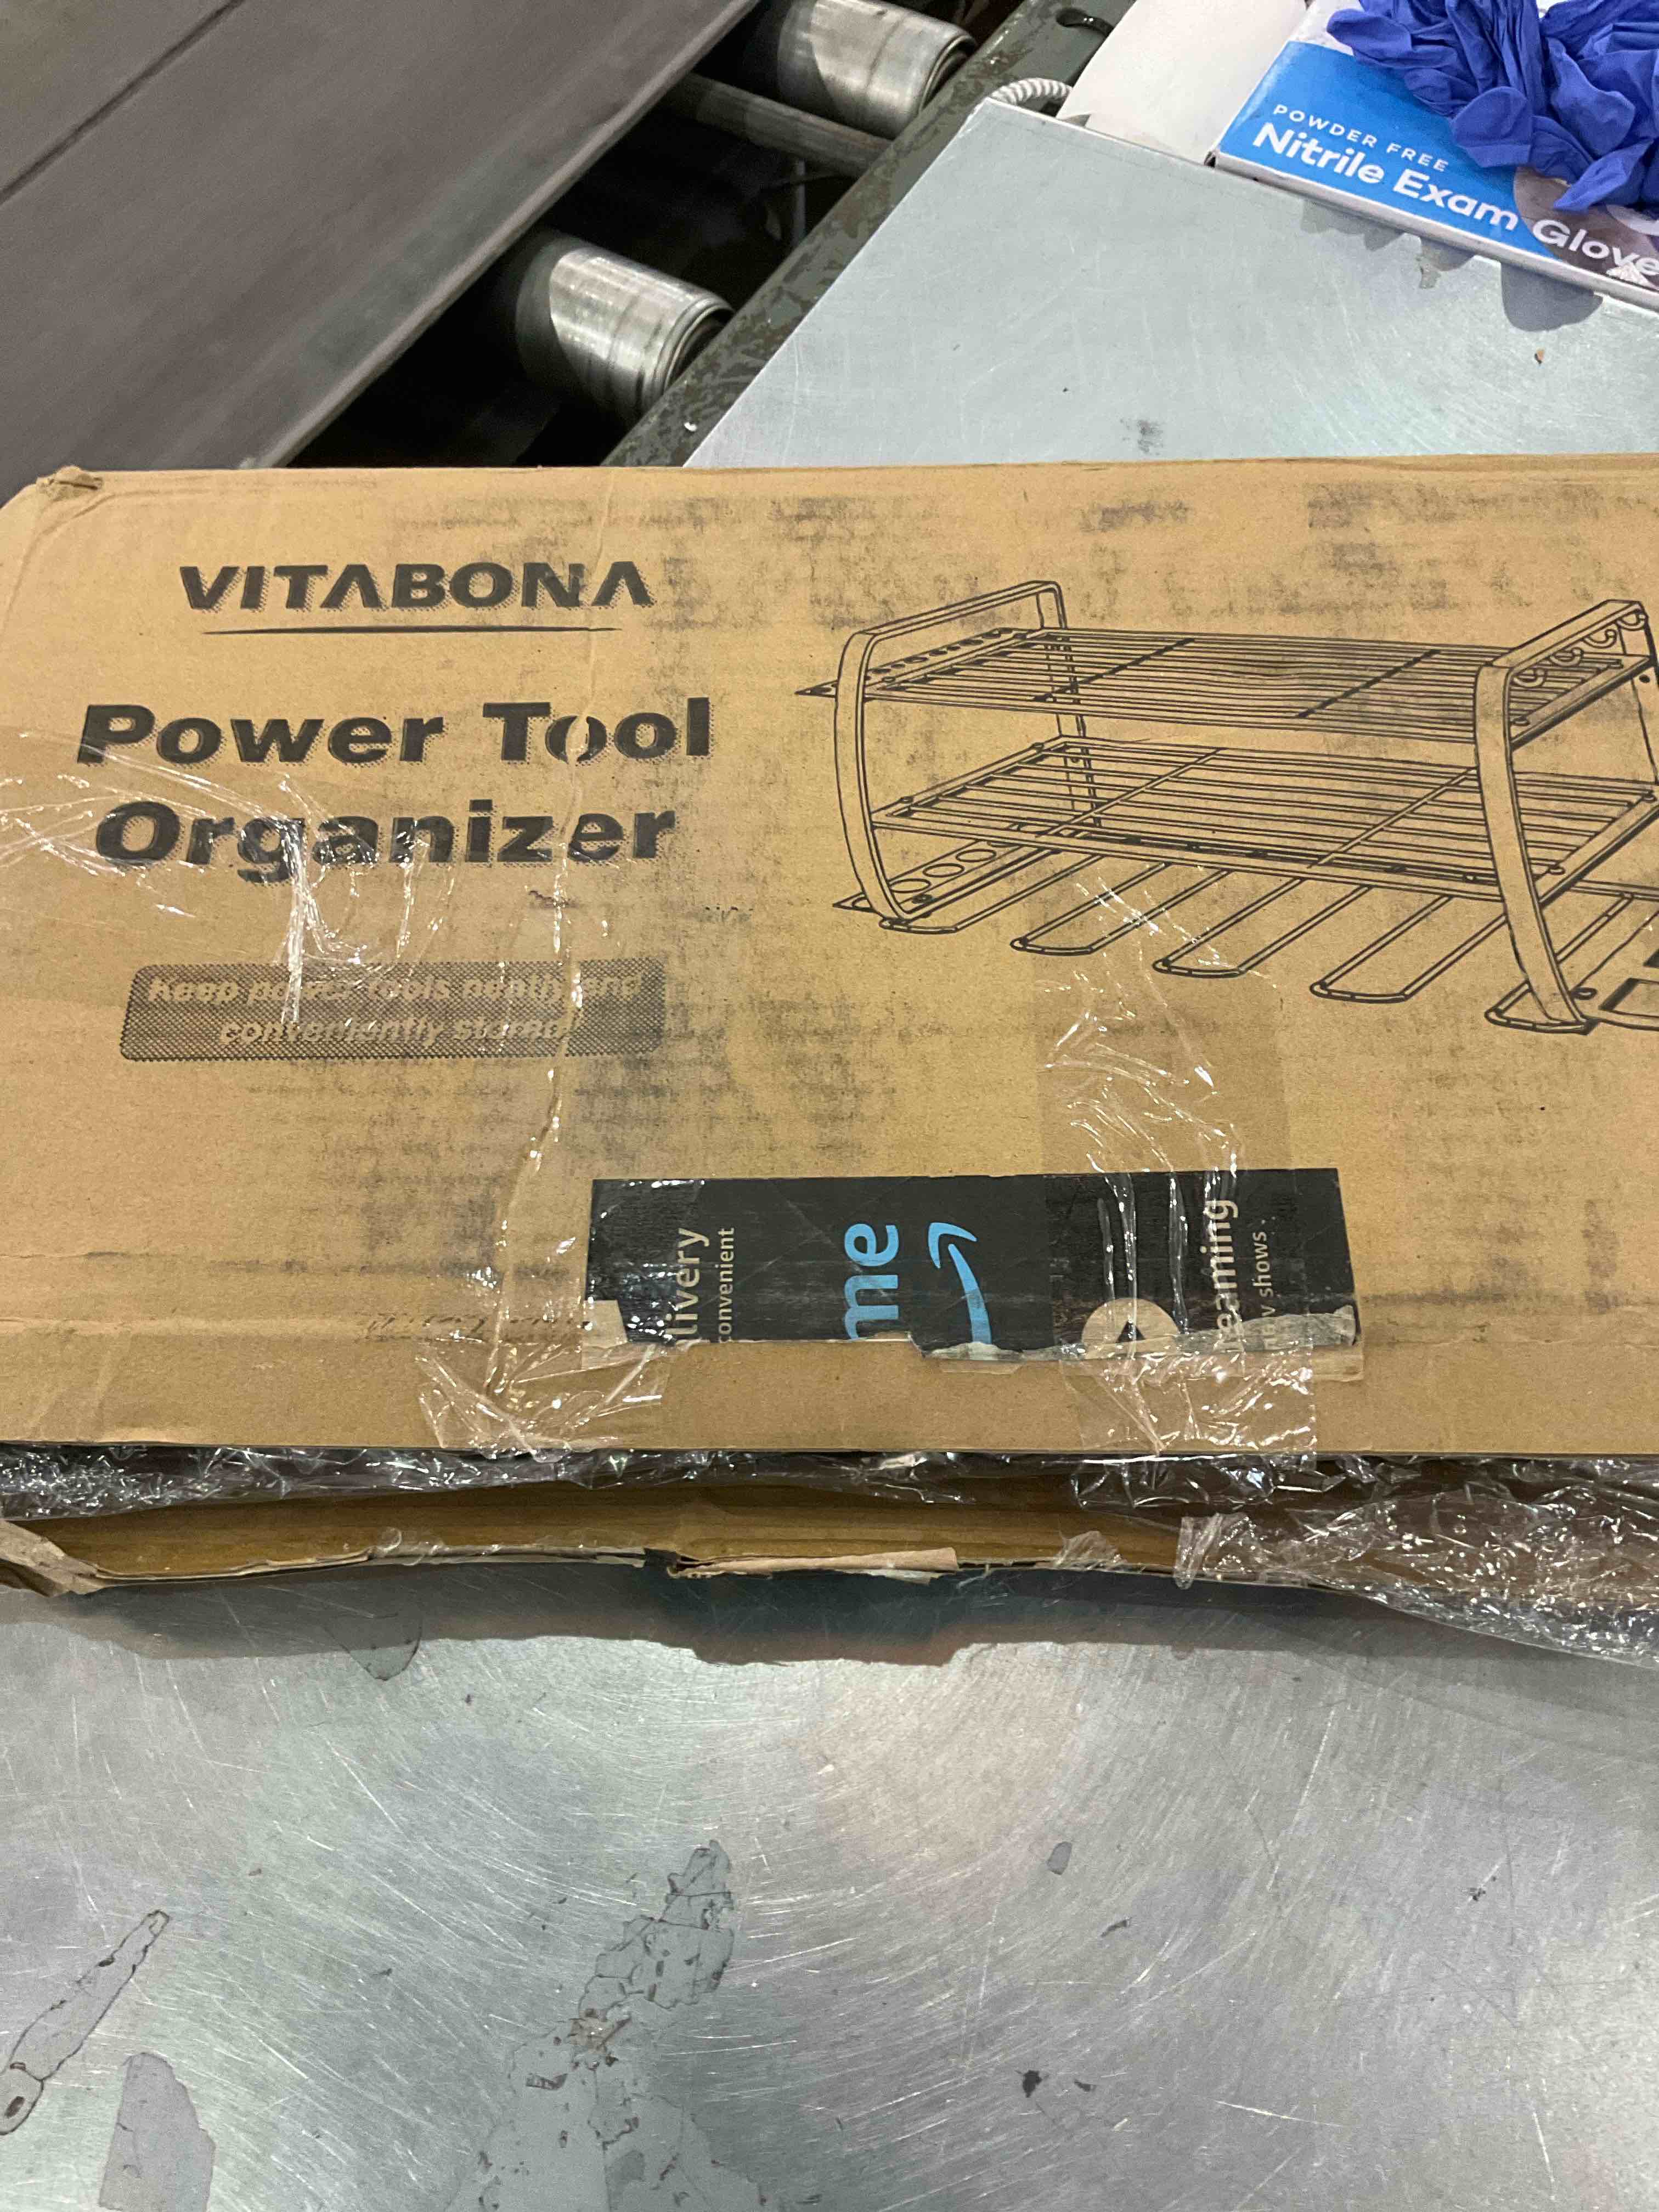 POWDER FREE
Nitrile Exam Glove
VITABONA
Power Tool
Organizer
Keep power tools neatly and
conveniently stored
livery
convenient
me
eaming
shows.